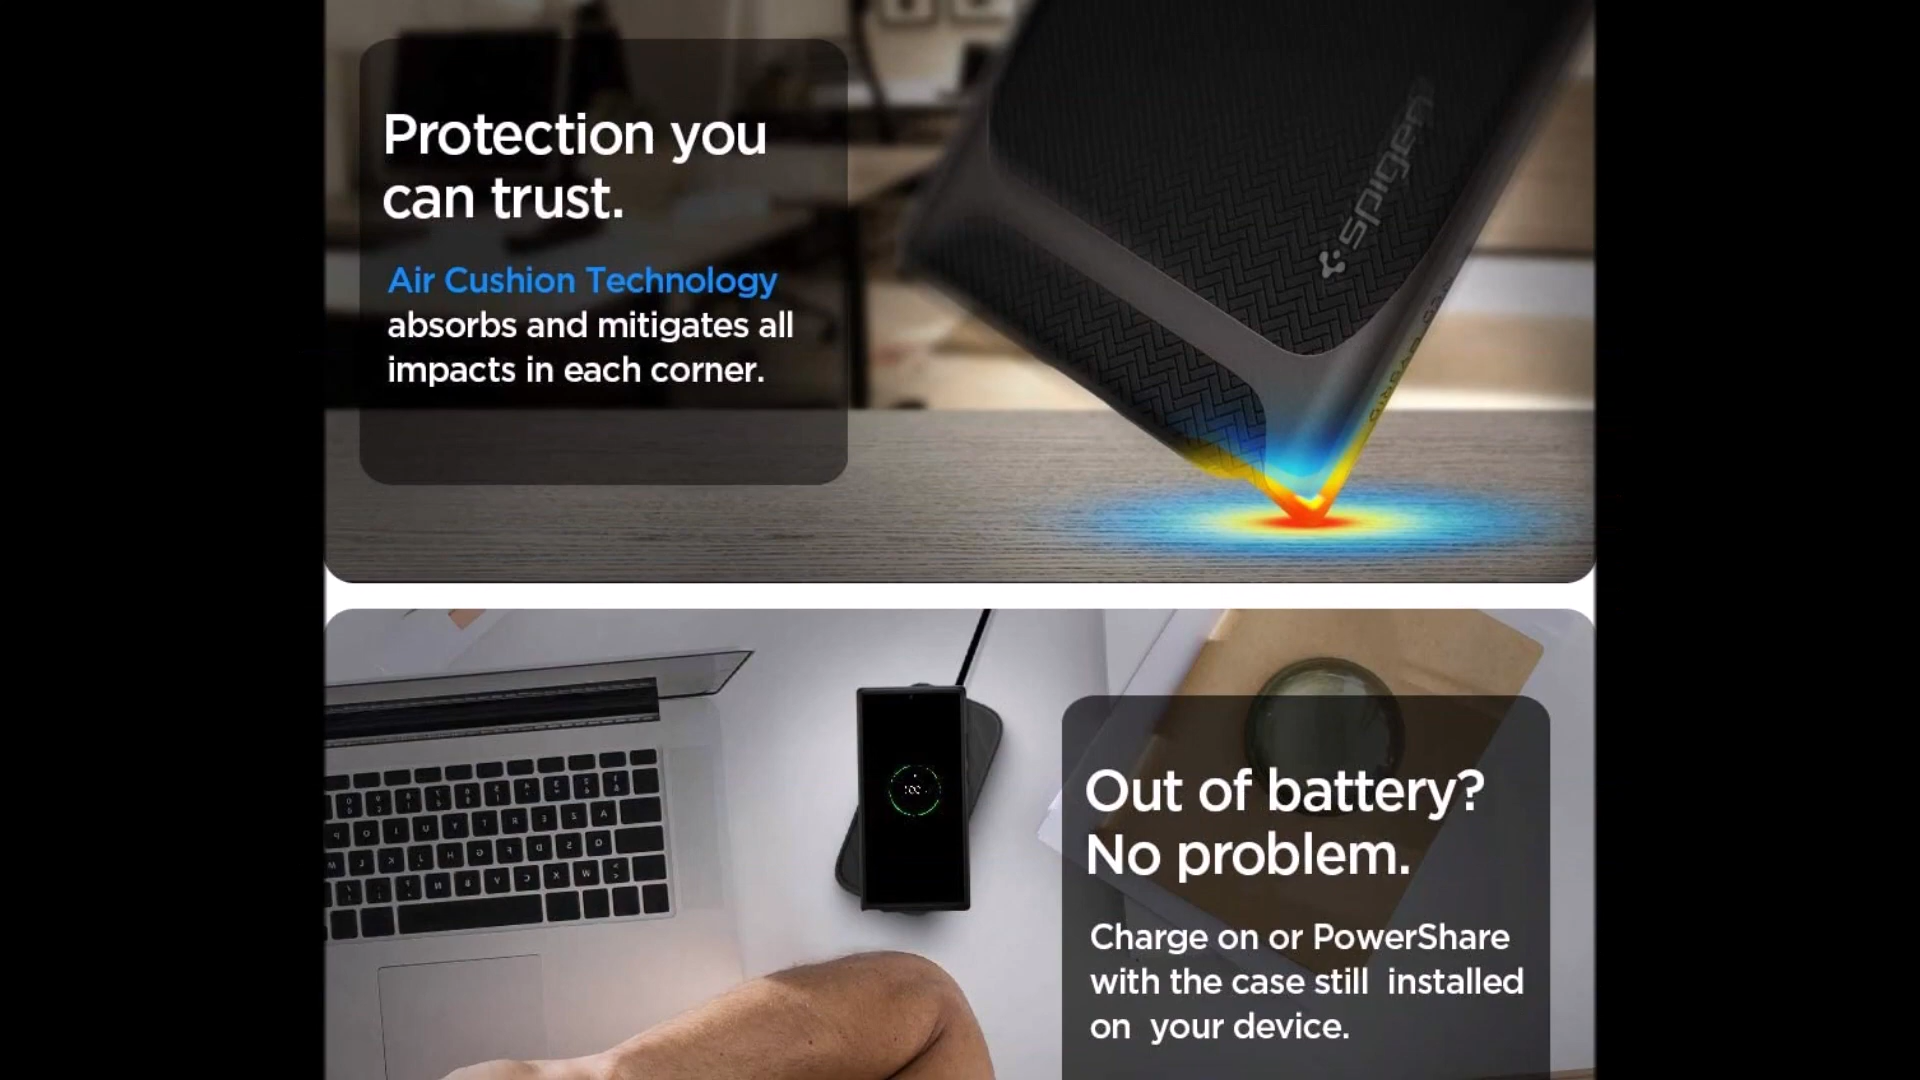 Protection you
can trust.
Air Cushion Technology
absorbs and mitigates all
impacts in each corner.
spigen
Out of battery?
No problem.
Charge on or PowerShare
with the case still installed
on your device.